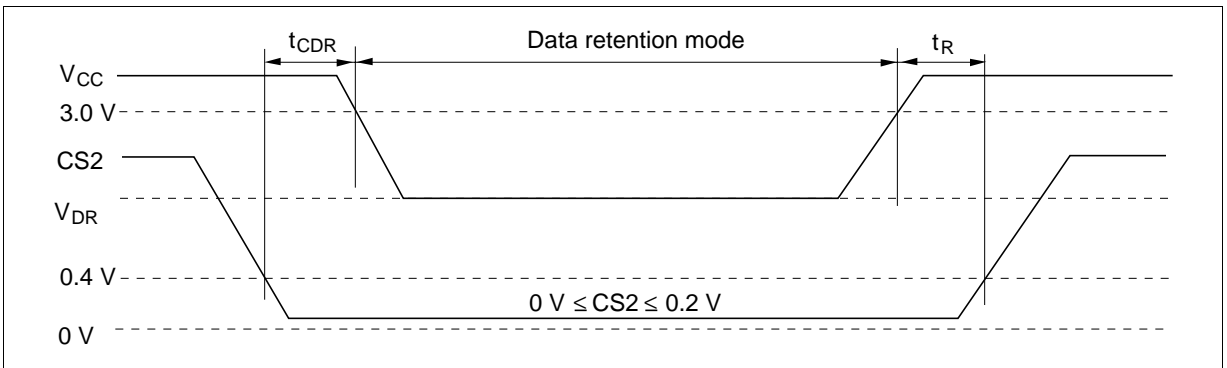 tCDR
Data retention mode
tR
VCC
3.0 V
CS2
VDR
0.4 V
0 V ≤ CS2 ≤ 0.2 V
0 V